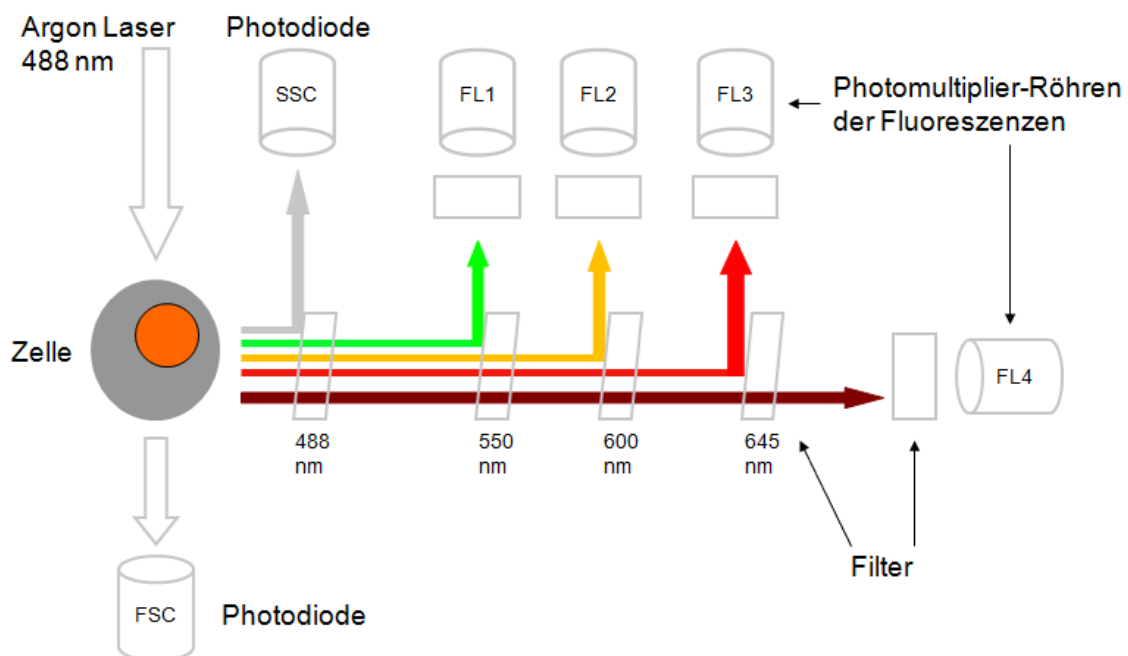 Argon Laser
488 nm
Photodiode
SSC
FL1
FL2
FL3
Photomultiplier-Röhren
der Fluoreszenzen
Zelle
FL4
488
nm
550
nm
600
nm
645
nm
Filter
FSC
Photodiode